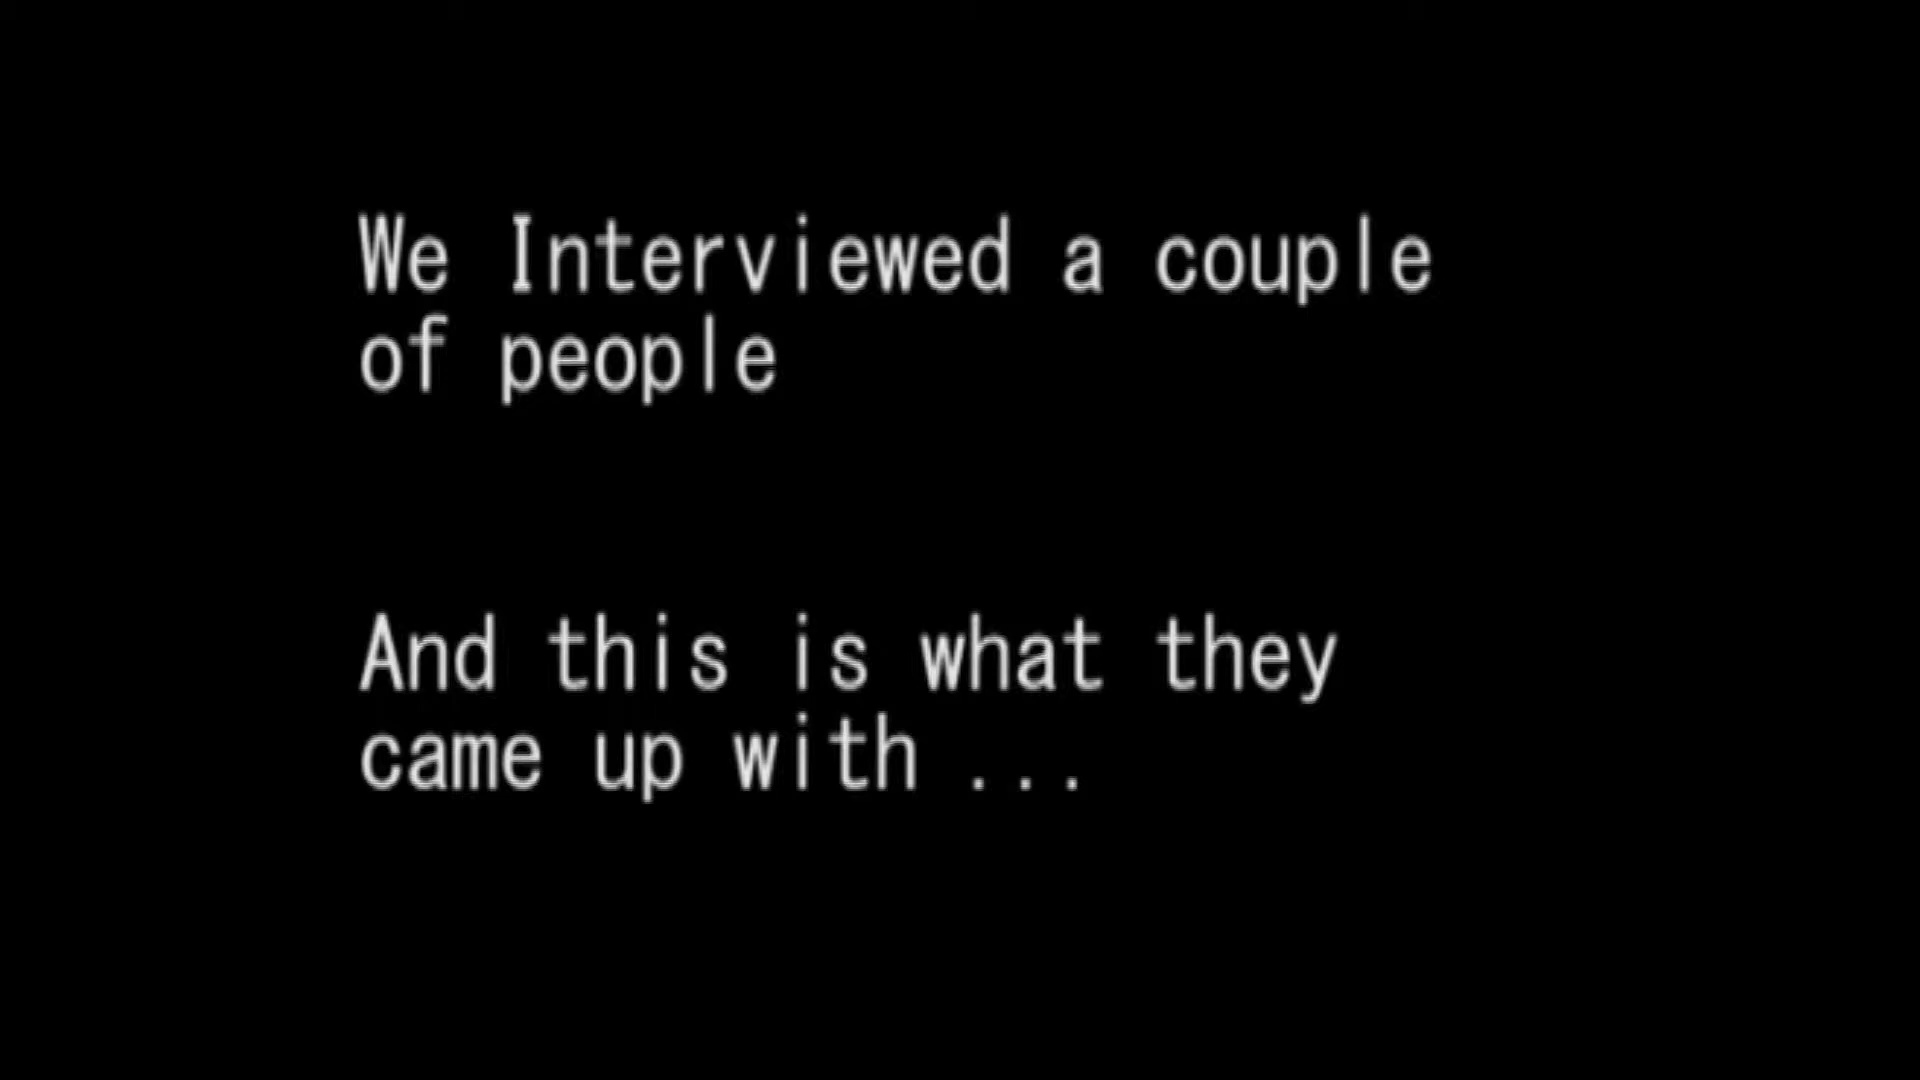 We Interviewed a couple
of people
And this is what they
came up with ...